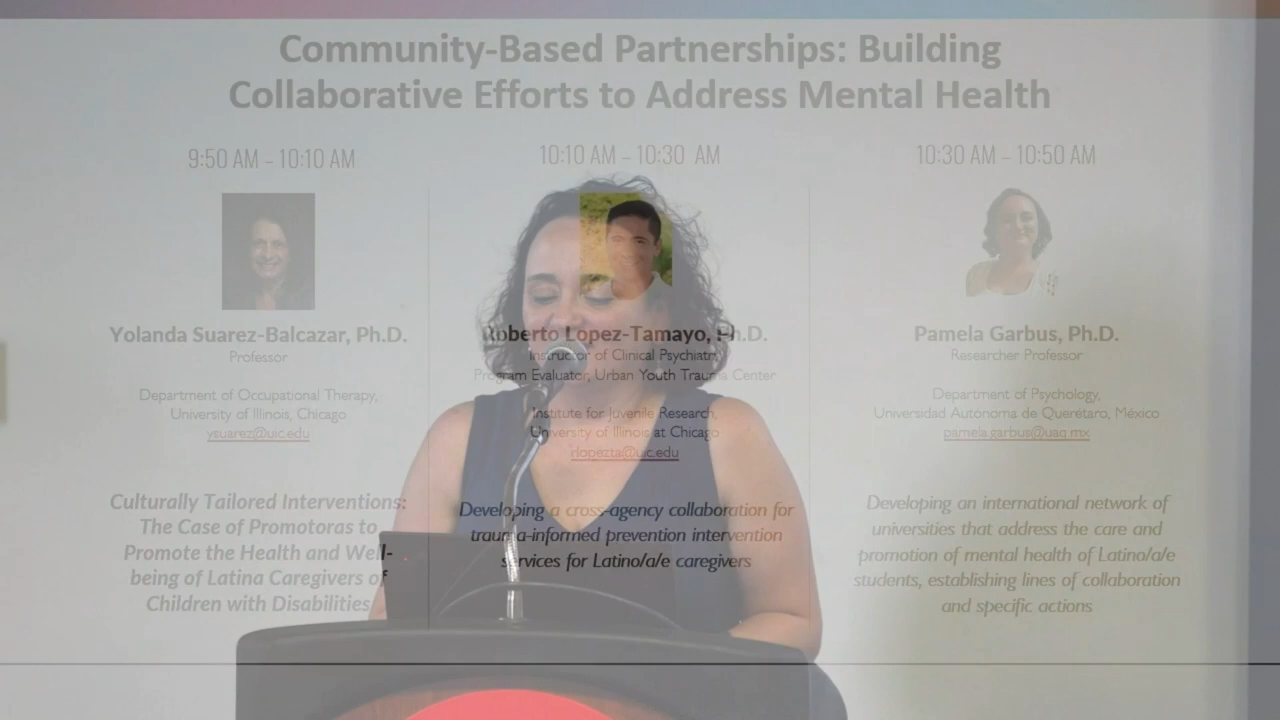 Community-Based Partnerships: Building
Collaborative Efforts to Address Mental Health
9:50 AM – 10:10 AM
Yolanda Suarez-Balcazar, Ph.D.
Professor
Department of Occupational Therapy,
University of Illinois, Chicago
ysuarez@uic.edu
Culturally Tailored Interventions:
The Case of Promotoras to
Promote the Health and Well-
being of Latina Caregivers of
Children with Disabilities
10:10 AM – 10:30 AM
Roberto Lopez-Tamayo, Ph.D.
Instructor of Clinical Psychiatry
Program Evaluator, Urban Youth Trauma Center
Institute for Juvenile Research,
University of Illinois at Chicago
rlopezta@uic.edu
Developing a cross-agency collaboration for
trauma-informed prevention intervention
services for Latino/a/e caregivers
10:30 AM – 10:50 AM
Pamela Garbus, Ph.D.
Researcher Professor
Department of Psychology,
Universidad Autonoma de Querétaro, México
pamela.garbus@uaq.mx
Developing an international network of
universities that address the care and
promotion of mental health of Latino/a/e
students, establishing lines of collaboration
and specific actions